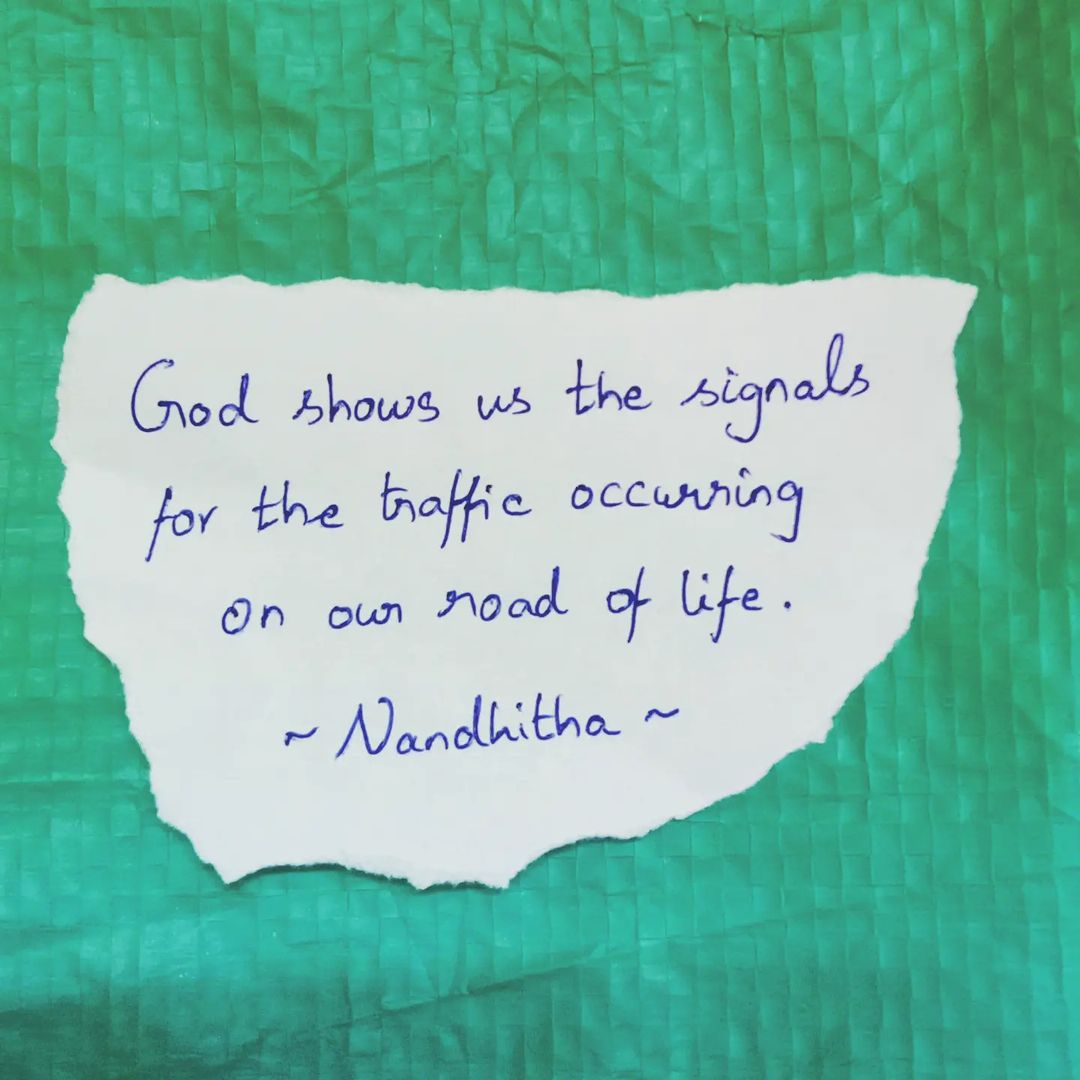 God shows us the signals
for the traffic occurring
on our road of life.
~ Nandhitha ~